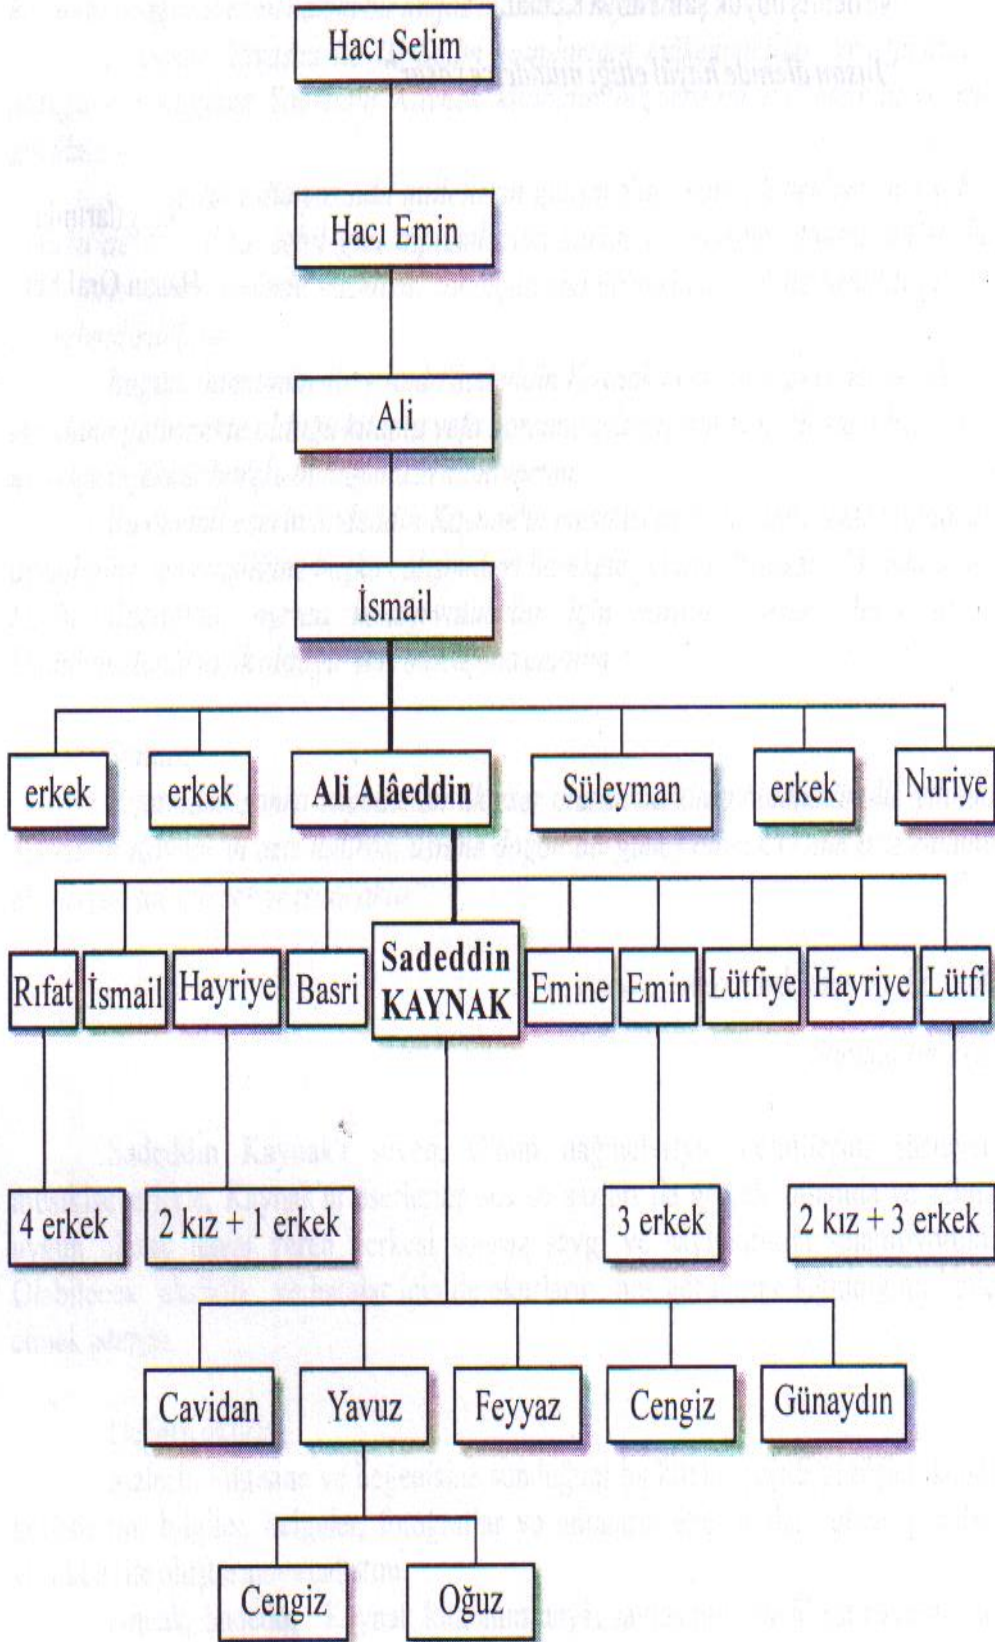 Hacı Selim
Hacı Emin
Ali
İsmail
erkek
erkek
Ali Alâeddin
Süleyman
erkek
Nuriye
Rıfat
İsmail
Hayriye
Basri
Sadeddin
KAYNAK
Emine
Emin
Lütfiye
Hayriye
Lütfi
4 erkek
2 kız + 1 erkek
3 erkek
2 kız + 3 erkek
Cavidan
Yavuz
Feyyaz
Cengiz
Günaydın
Cengiz
Oğuz